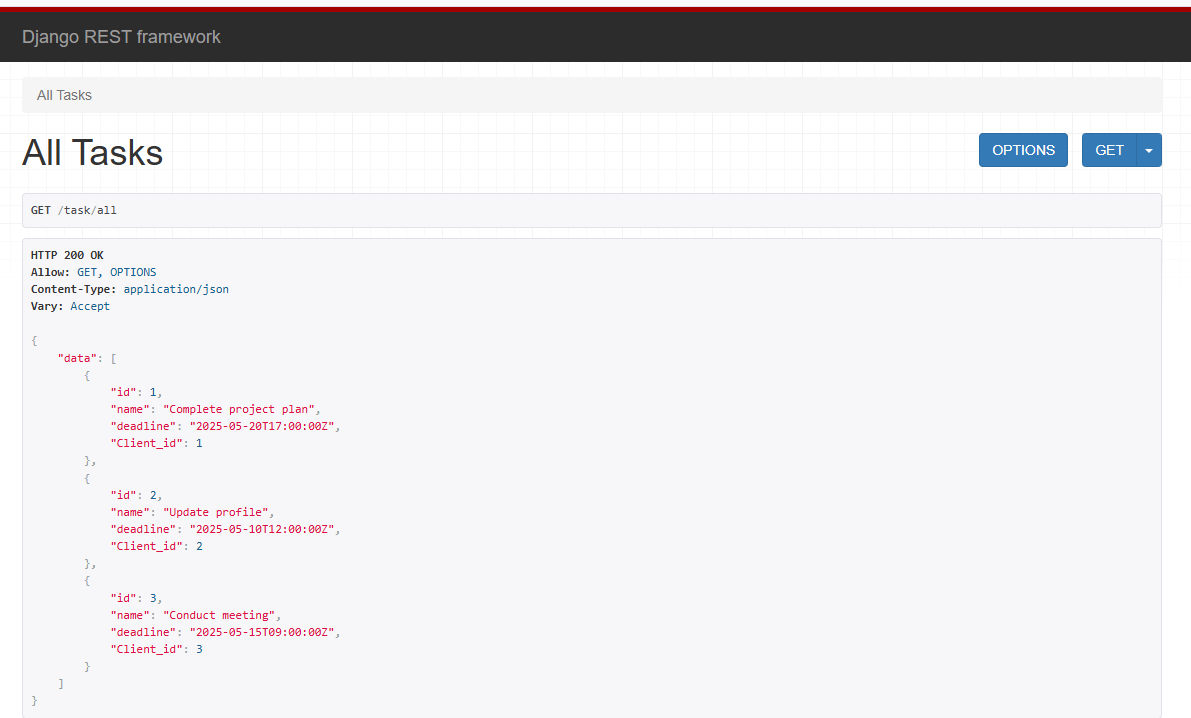 Django REST framework
All Tasks
All Tasks
OPTIONS
GET
GET /task/all
HTTP 200 OK
Allow: GET, OPTIONS
Content-Type: application/json
Vary: Accept
{
    "data": [
        {
            "id": 1,
            "name": "Complete project plan",
            "deadline": "2025-05-20T17:00:00Z",
            "Client_id": 1
        },
        {
            "id": 2,
            "name": "Update profile",
            "deadline": "2025-05-10T12:00:00Z",
            "Client_id": 2
        },
        {
            "id": 3,
            "name": "Conduct meeting",
            "deadline": "2025-05-15T09:00:00Z",
            "Client_id": 3
        }
    ]
}